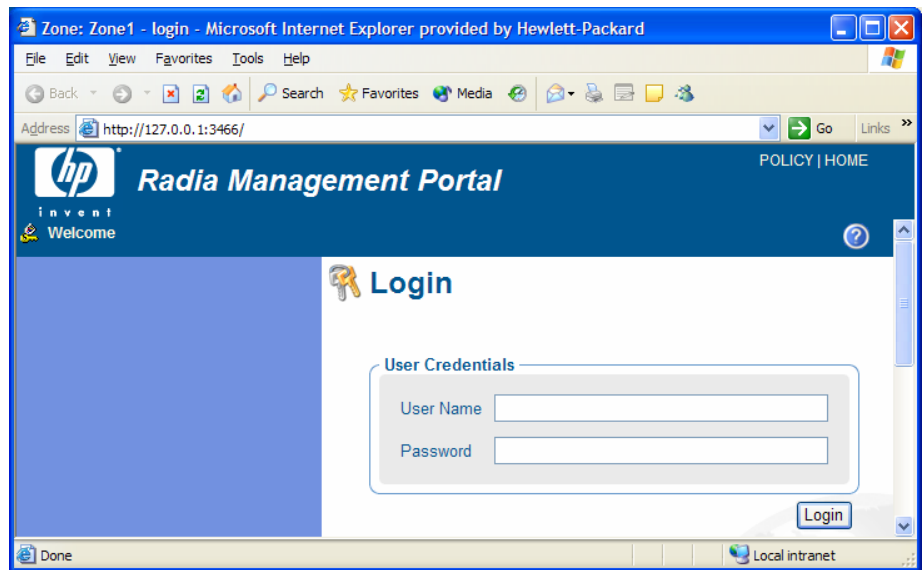 Zone: Zone1 - login - Microsoft Internet Explorer provided by Hewlett-Packard
File Edit View Favorites Tools Help
Back Search Favorites Media
Address http://127.0.0.1:3466/ Go Links »
hp
invent
Radia Management Portal
POLICY | HOME
Welcome
?
Login
User Credentials
User Name
Password
Login
Done Local intranet